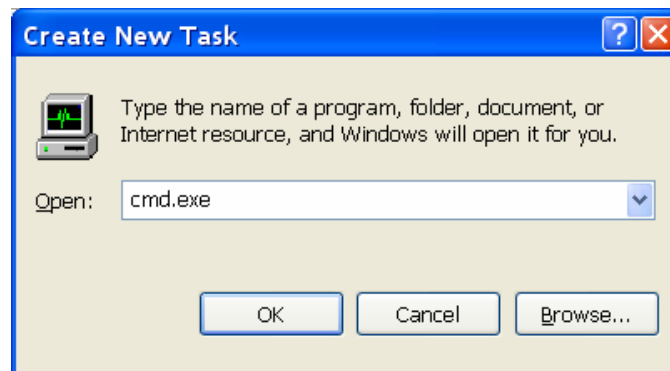 Create New Task
Type the name of a program, folder, document, or
Internet resource, and Windows will open it for you.
Open: cmd.exe
OK Cancel Browse...